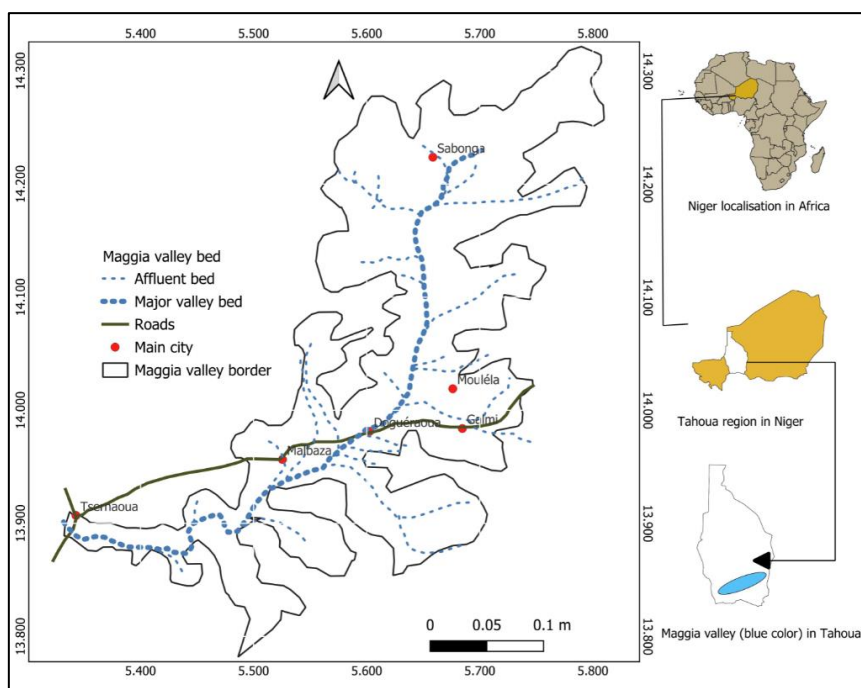 5.400 5.500 5.600 5.700 5.800
14.300
14.200
14.100
14.000
13.900
13.800
14.300
14.200
14.100
14.000
13.900
13.800
Sabonga
Maggia valley bed
Affluent bed
Major valley bed
Roads
Main city
Maggia valley border
Mouléla
Doguéraoua
Galmi
Majbaza
Tsernaoua
0 0.05 0.1 m
5.400 5.500 5.600 5.700 5.800
Niger localisation in Africa
Tahoua region in Niger
Maggia valley (blue color) in Tahoua